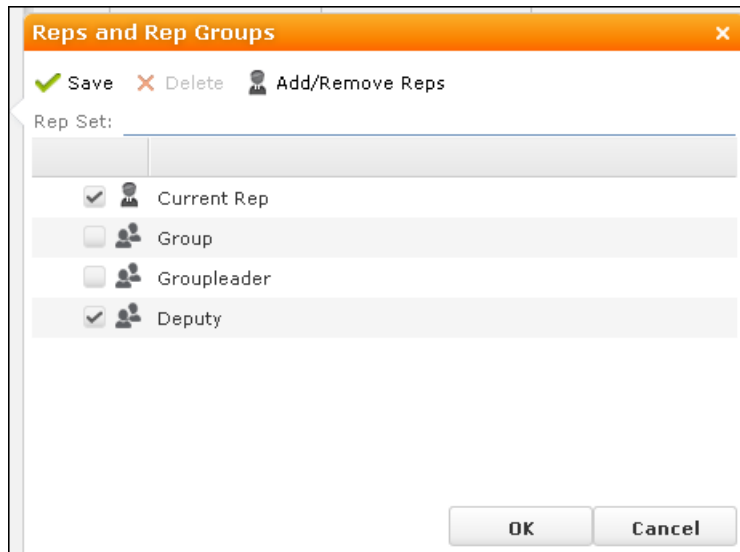 Reps and Rep Groups
Save Delete Add/Remove Reps
Rep Set:
Current Rep
Group
Groupleader
Deputy
OK Cancel